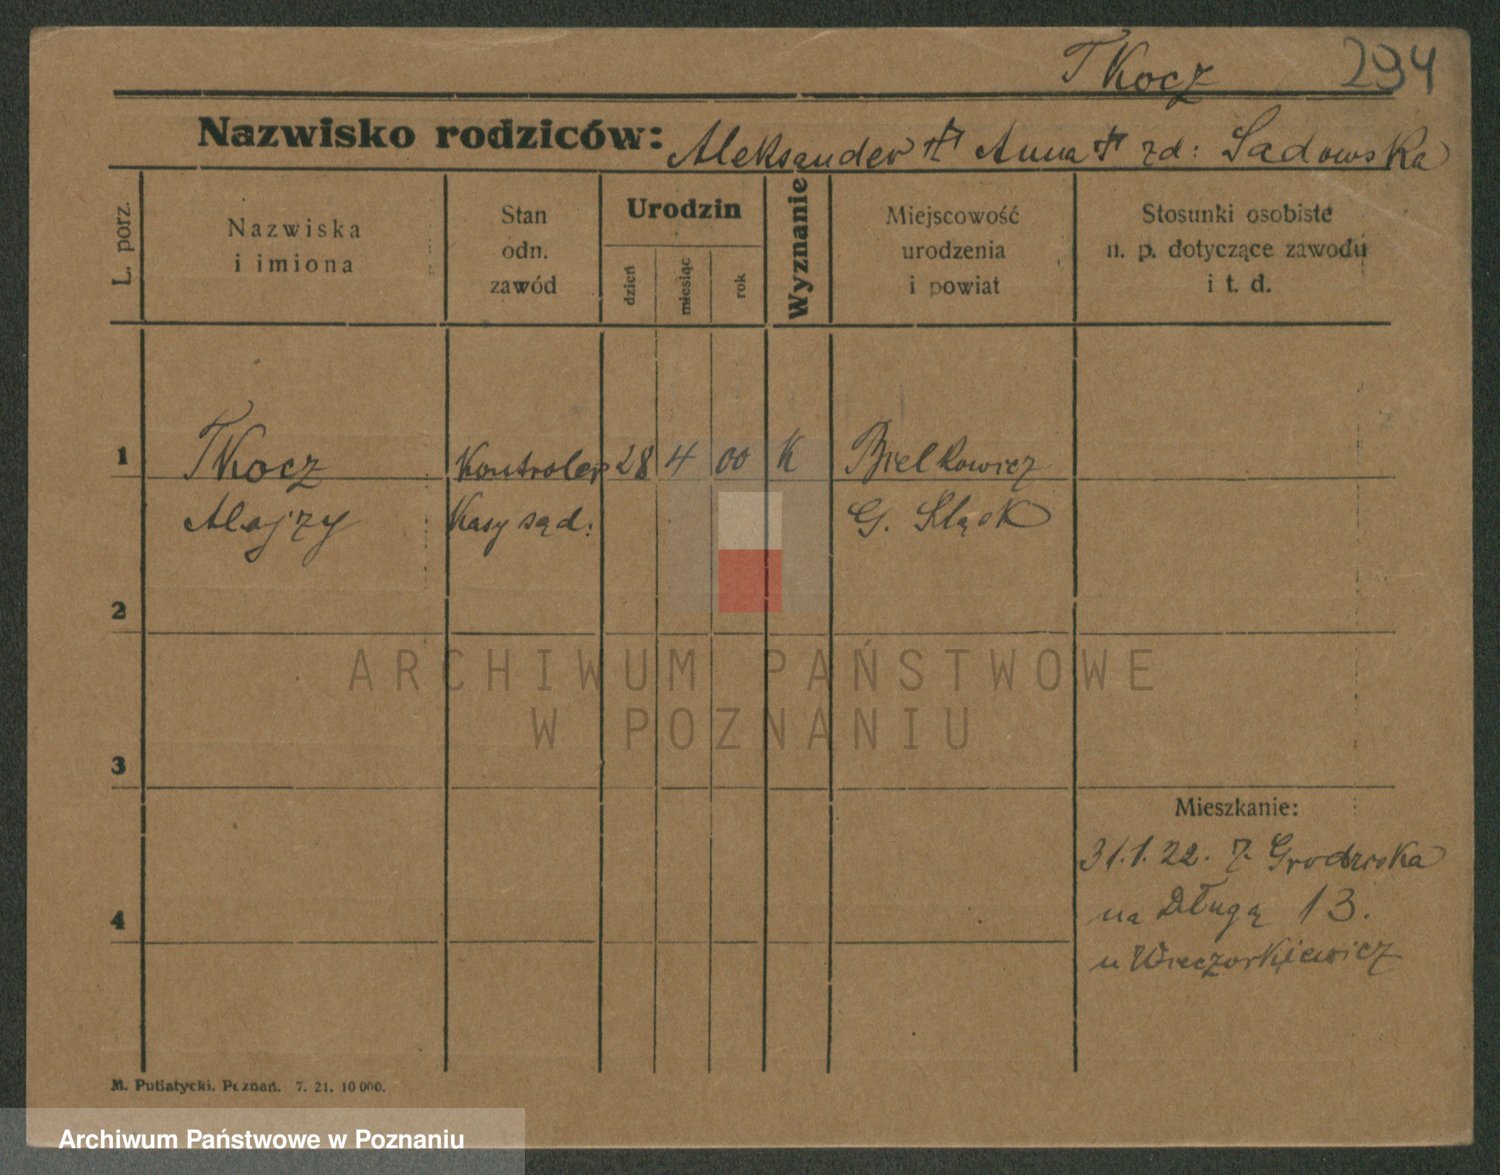 Tkocz 294
Nazwisko rodziców: Aleksander Anna zd: Sadowska
L. porz.
Nazwiska
i imiona
Stan
odn.
zawód
Urodzin
dzień
miesiąc
rok
Wyznanie
Miejscowość
urodzenia
i powiat
Stosunki osobiste
n. p. dotyczące zawodu
i t. d.
1 Tkocz Kontroler 28 4 00 K Bielkowicz
Alojzy Kasy sąd: G. Śląsk
2
3
4
Mieszkanie:
31.1.22. z Grodziska
na Długą 13.
u Wieczorkiewicz
M. Putiatycki. Poznań. 7. 21. 10 000.
ARCHIWUM PAŃSTWOWE
W POZNANIU
Archiwum Państwowe w Poznaniu